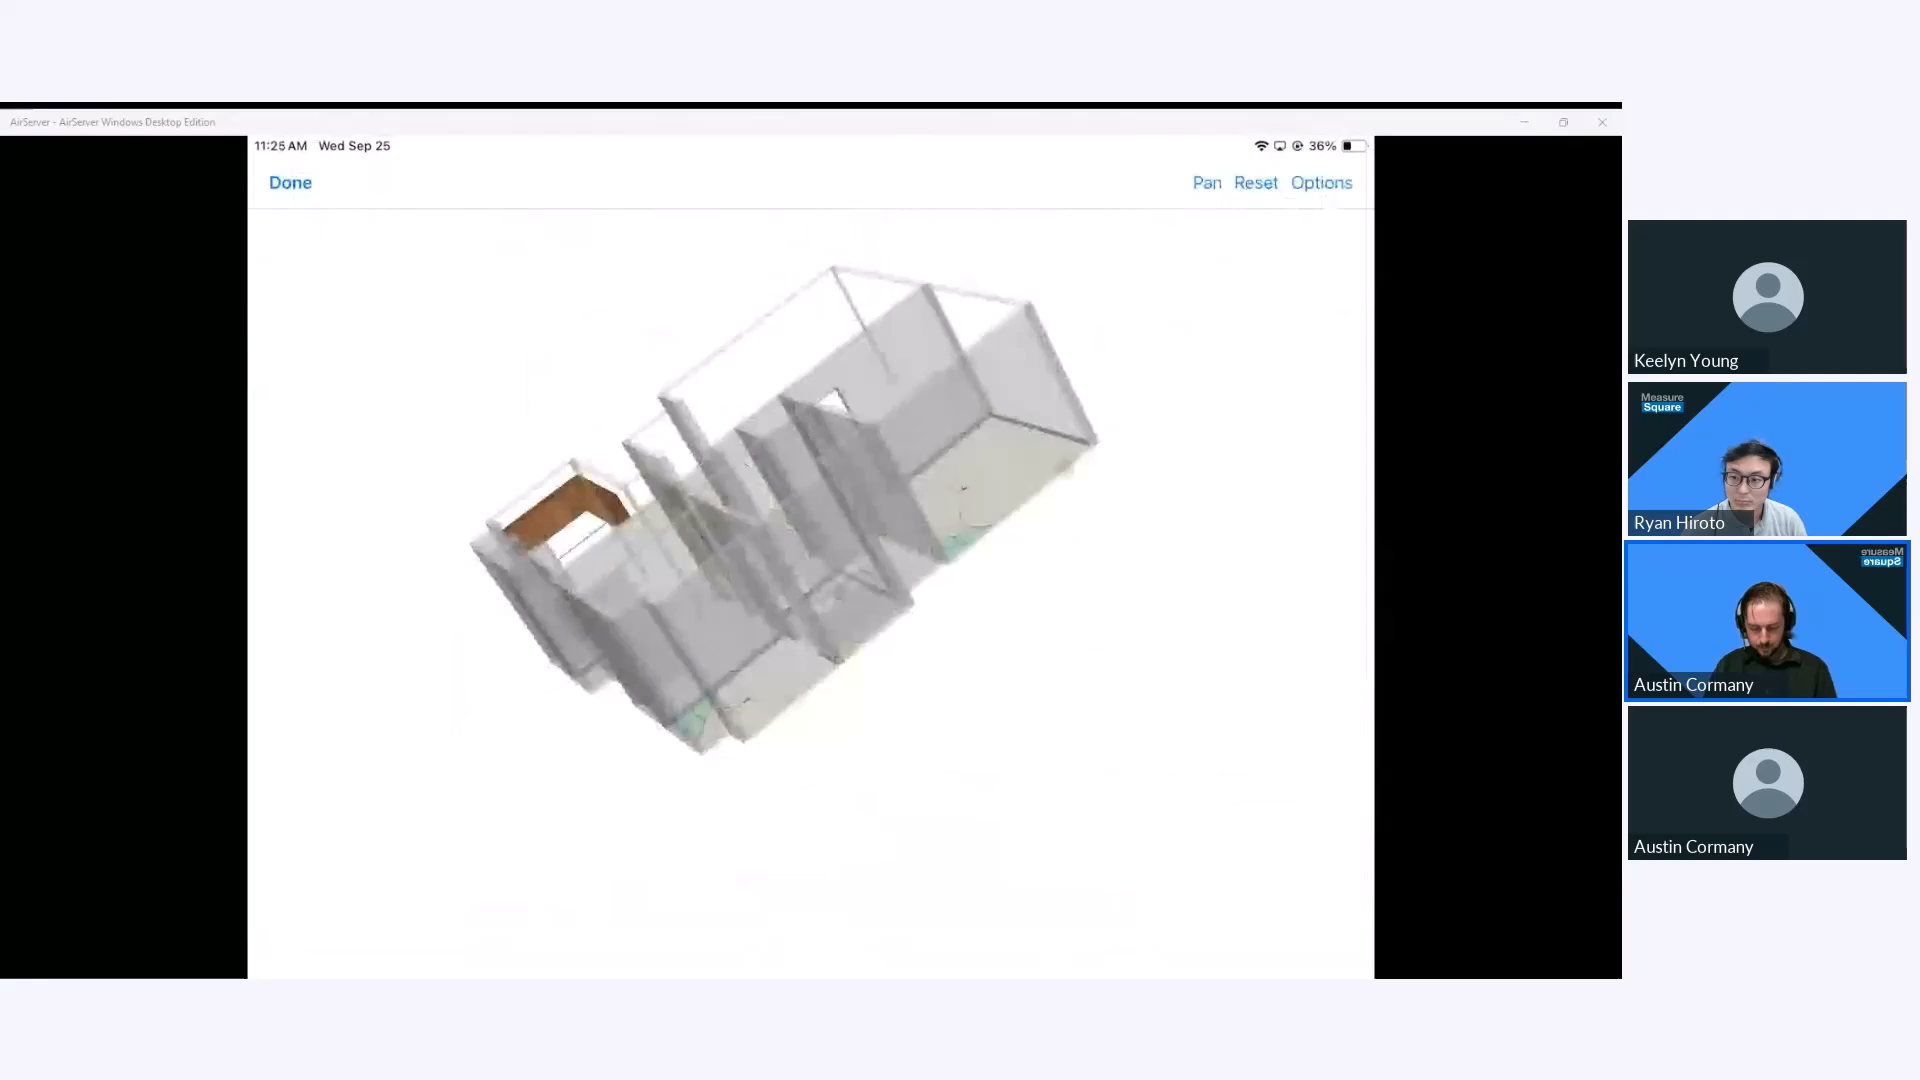 AirServer - AirServer Windows Desktop Edition
11:25 AM Wed Sep 25
36%
Done
Pan Reset Options
Keelyn Young
Measure
Square
Ryan Hiroto
Measure
Square
Austin Cormany
Austin Cormany